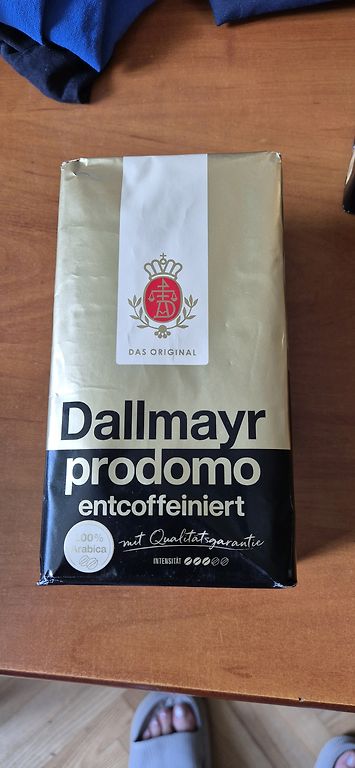 DAS ORIGINAL
Dallmayr
prodomo
entcoffeiniert
100%
Arabica
mit Qualitätsgarantie
INTENSITÄT